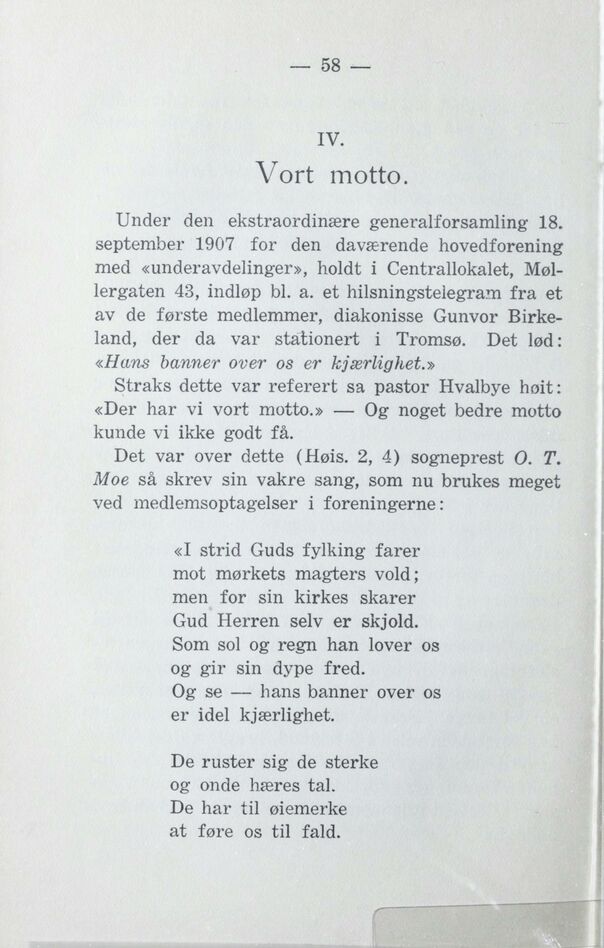 — 58 —
IV.
Vort motto.
Under den ekstraordinære generalforsamling 18.
september 1907 for den daværende hovedforening
med «underavdelinger», holdt i Centrallokalet, Møl-
lergaten 43, indløp bl. a. et hilsningstelegram fra et
av de første medlemmer, diakonisse Gunvor Birke-
land, der da var stationert i Tromsø. Det lød:
«Hans banner over os er kjærlighet.»
Straks dette var referert sa pastor Hvalbye høit:
«Der har vi vort motto.» — Og noget bedre motto
kunde vi ikke godt få.
Det var over dette (Høis. 2, 4) sogneprest O. T.
Moe så skrev sin vakre sang, som nu brukes meget
ved medlemsoptagelser i foreningerne:
«I strid Guds fylking farer
mot mørkets magters vold;
men for sin kirkes skarer
Gud Herren selv er skjold.
Som sol og regn han lover os
og gir sin dype fred.
Og se — hans banner over os
er idel kjærlighet.
De ruster sig de sterke
og onde hæres tal.
De har til øiemerke
at føre os til fald.